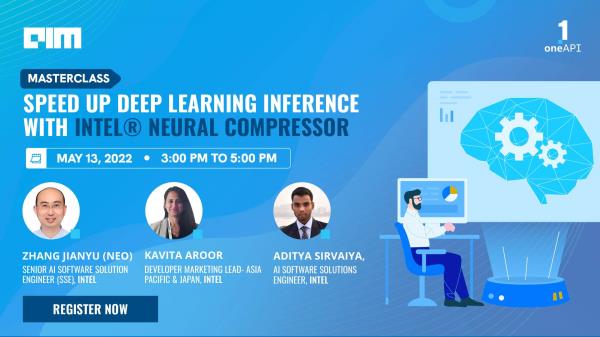 AIM
1
oneAPI
MASTERCLASS
SPEED UP DEEP LEARNING INFERENCE
WITH INTEL® NEURAL COMPRESSOR
MAY 13, 2022 • 3:00 PM TO 5:00 PM
ZHANG JIANYU (NEO)
SENIOR AI SOFTWARE SOLUTION
ENGINEER (SSE), INTEL
KAVITA AROOR
DEVELOPER MARKETING LEAD- ASIA
PACIFIC & JAPAN, INTEL
ADITYA SIRVAIYA,
AI SOFTWARE SOLUTIONS
ENGINEER, INTEL
REGISTER NOW